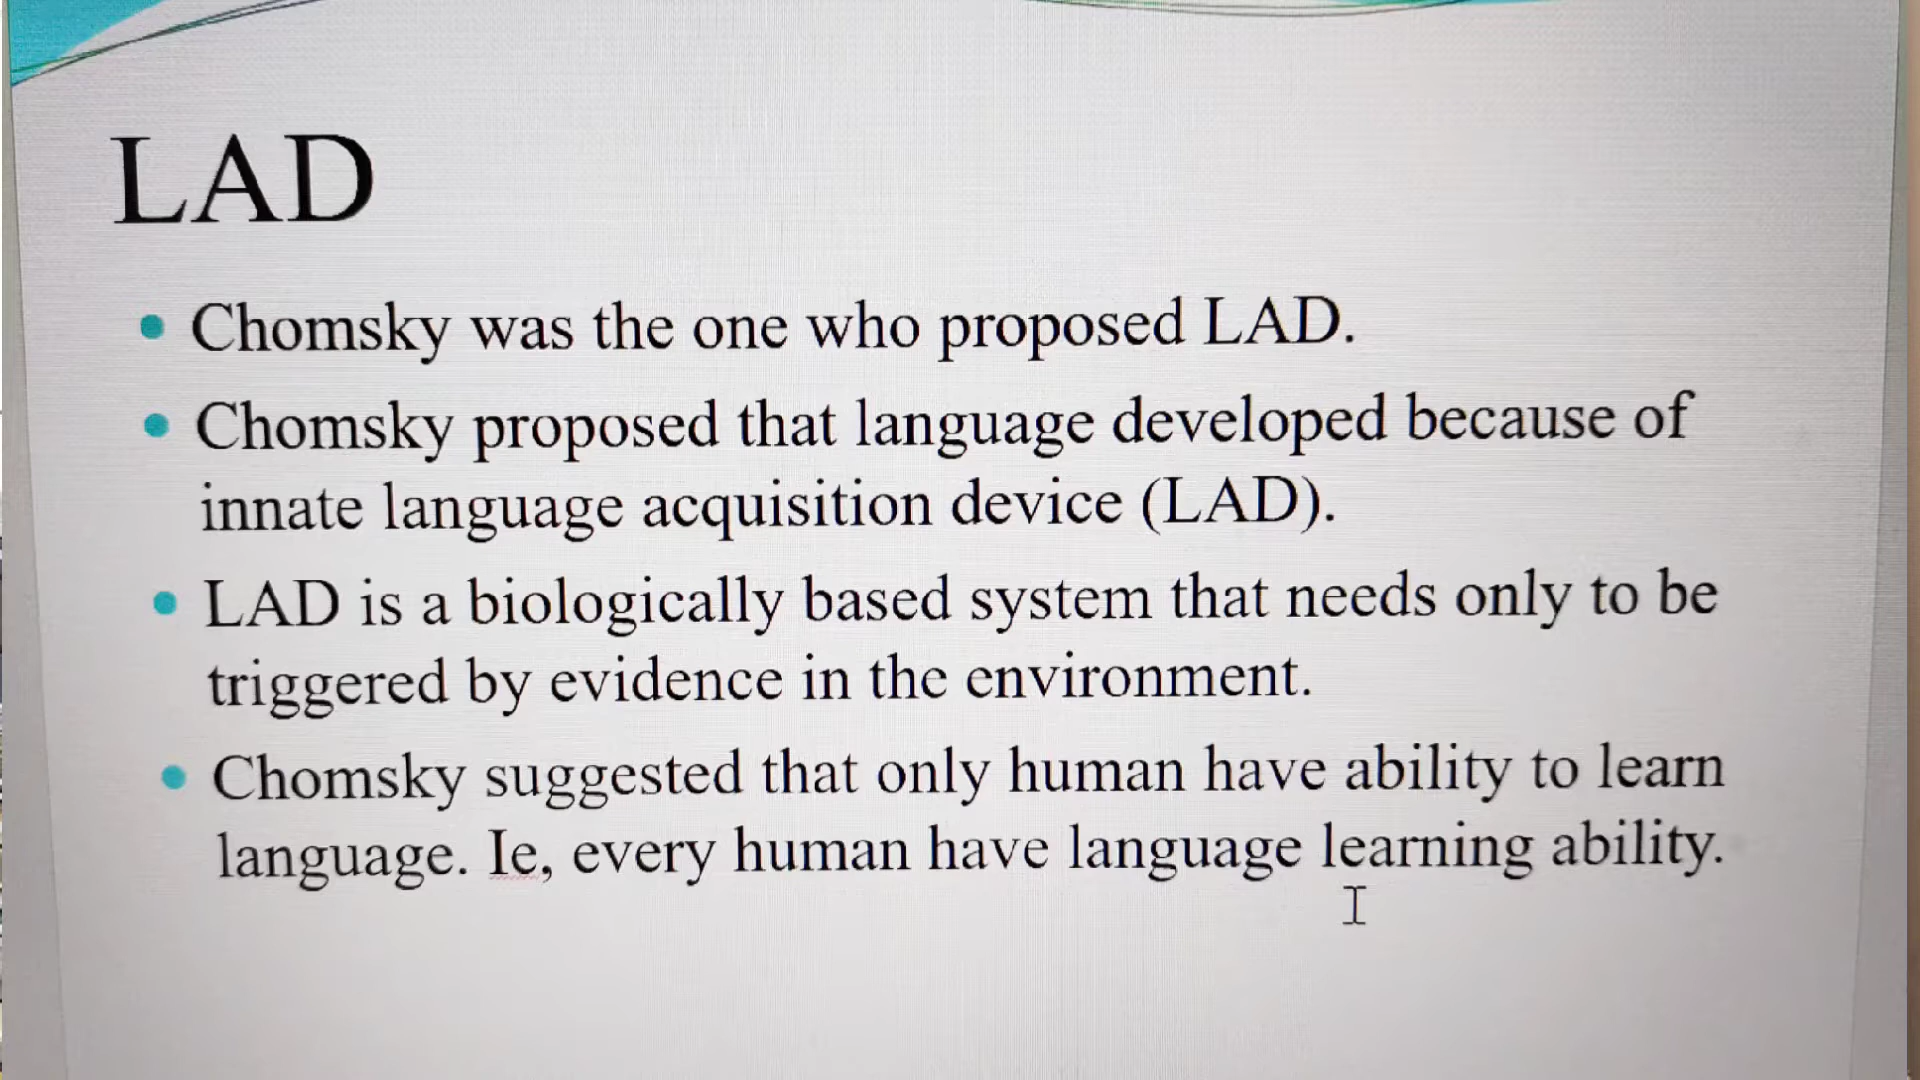 LAD
• Chomsky was the one who proposed LAD.
• Chomsky proposed that language developed because of
innate language acquisition device (LAD).
• LAD is a biologically based system that needs only to be
triggered by evidence in the environment.
• Chomsky suggested that only human have ability to learn
language. Ie, every human have language learning ability.